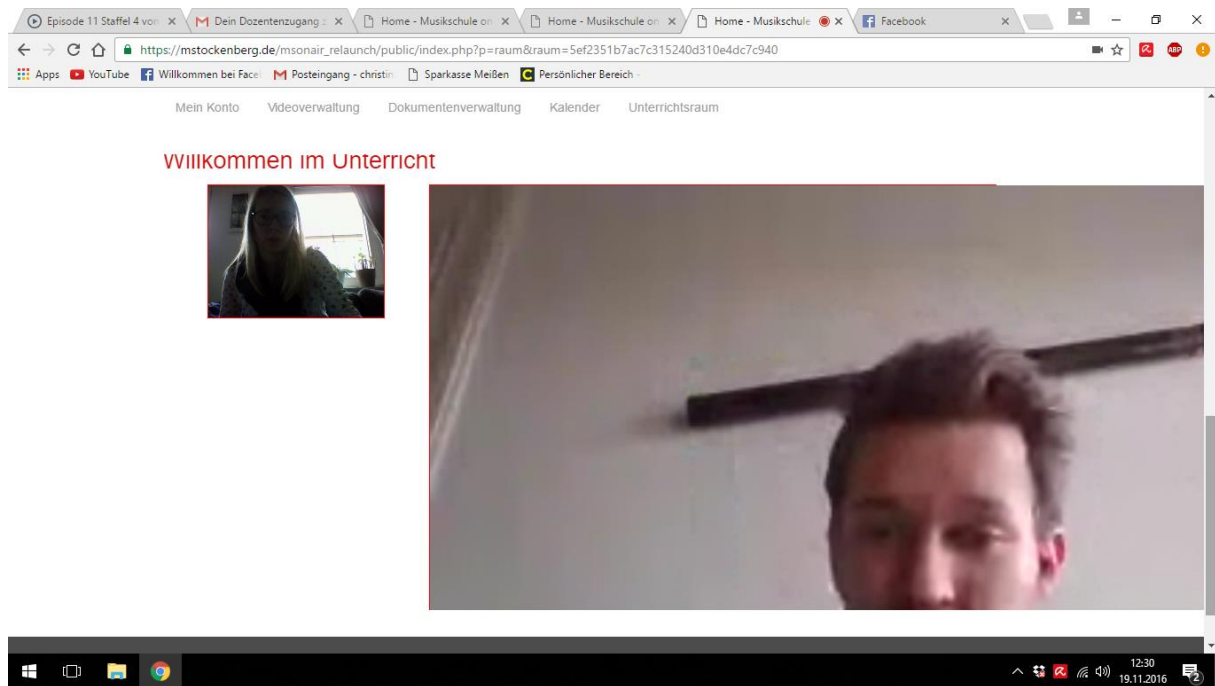 Episode 11 Staffel 4 von
Dein Dozentenzugang z
Home - Musikschule on
Home - Musikschule on
Home - Musikschule
Facebook
https://mstockenberg.de/msonair_relaunch/public/index.php?p=raum&raum=5ef2351b7ac7c315240d310e4dc7c940
ABP
Apps
YouTube
Willkommen bei Face
Posteingang - christin
Sparkasse Meißen
Persönlicher Bereich -
Mein Konto
Videoverwaltung
Dokumentenverwaltung
Kalender
Unterrichtsraum
Willkommen im Unterricht
12:30
19.11.2016
2